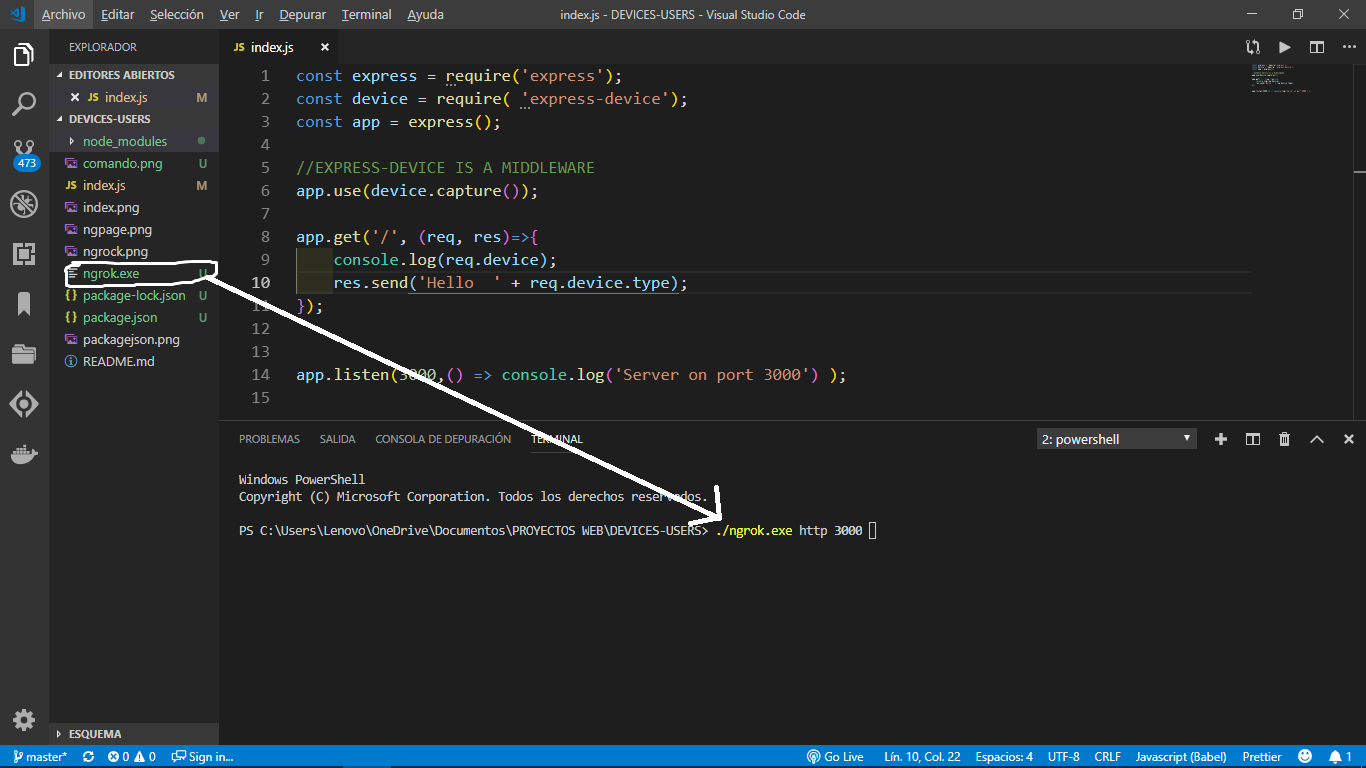 Archivo Editar Selección Ver Ir Depurar Terminal Ayuda index.js - DEVICES-USERS - Visual Studio Code
EXPLORADOR
EDITORES ABIERTOS
JS index.js M
DEVICES-USERS
node_modules
comando.png U
JS index.js M
index.png
ngpage.png
ngrock.png
ngrok.exe U
{} package-lock.json U
{} package.json U
packagejson.png
README.md
ESQUEMA
473
JS index.js
1 const express = require('express');
2 const device = require( 'express-device');
3 const app = express();
4
5 //EXPRESS-DEVICE IS A MIDDLEWARE
6 app.use(device.capture());
7
8 app.get('/', (req, res)=>{
9 console.log(req.device);
10 res.send('Hello  ' + req.device.type);
11 });
12
13
14 app.listen(3000,() => console.log('Server on port 3000') );
15
PROBLEMAS SALIDA CONSOLA DE DEPURACIÓN TERMINAL 2: powershell
Windows PowerShell
Copyright (C) Microsoft Corporation. Todos los derechos reservados.
PS C:\Users\Lenovo\OneDrive\Documentos\PROYECTOS WEB\DEVICES-USERS> ./ngrok.exe http 3000
master* 0 0 Sign in... Go Live Lín. 10, Col. 22 Espacios: 4 UTF-8 CRLF Javascript (Babel) Prettier 1